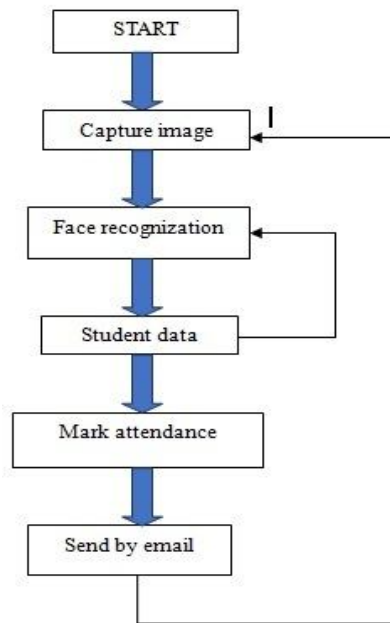 START
Capture image
Face recognization
Student data
Mark attendance
Send by email